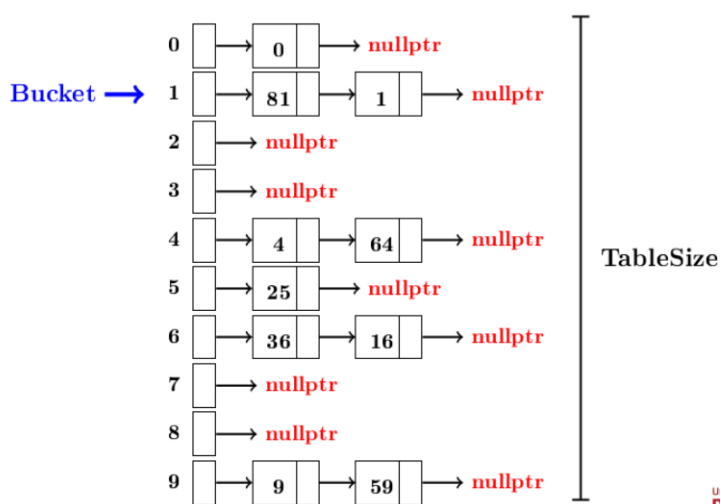 0 0 nullptr
Bucket 1 81 1 nullptr
2 nullptr
3 nullptr
4 4 64 nullptr
TableSize
5 25 nullptr
6 36 16 nullptr
7 nullptr
8 nullptr
9 9 59 nullptr